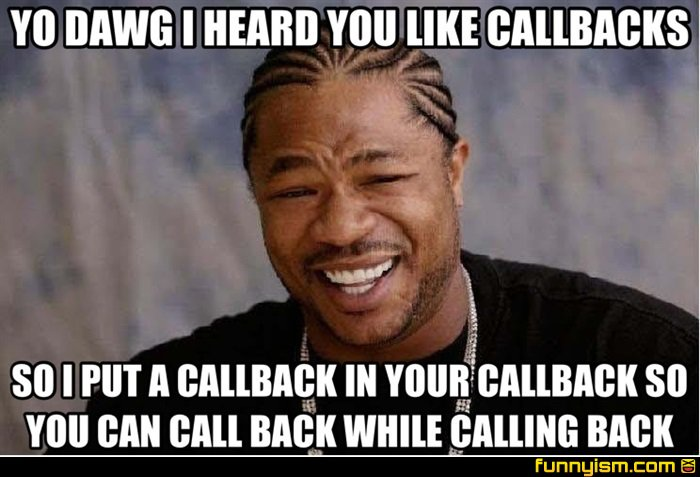 YO DAWG I HEARD YOU LIKE CALLBACKS
SO I PUT A CALLBACK IN YOUR CALLBACK SO
YOU CAN CALL BACK WHILE CALLING BACK
funnyism.com